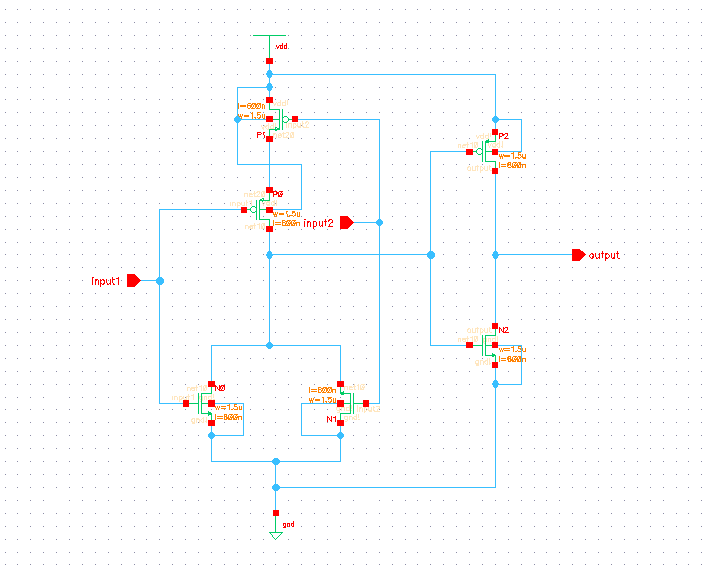 vdd
l=600n
w=1.5u
P1
P2
w=1.5u
l=600n
P0
w=1.5u
l=600n
input2
input1
output
N2
w=1.5u
l=600n
N0
w=1.5u
l=600n
l=600n
w=1.5u
N1
gnd